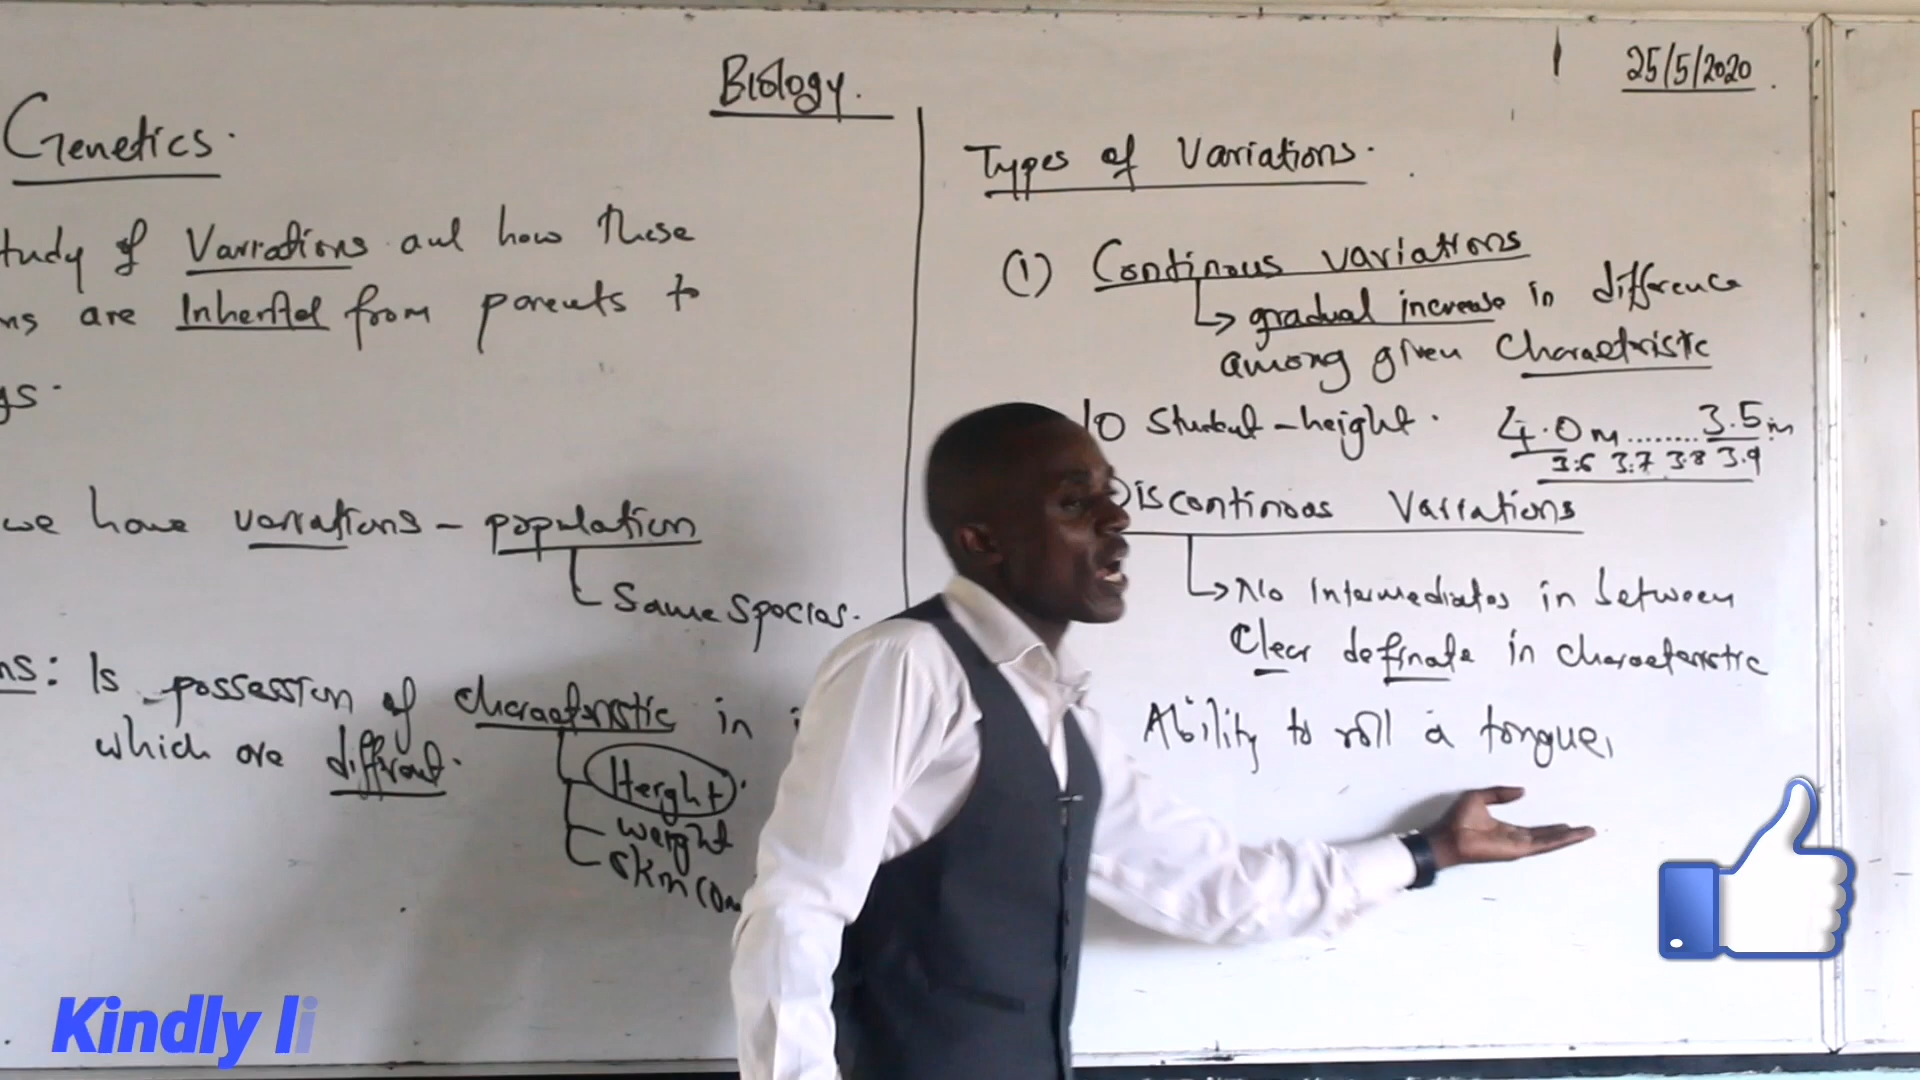 Biology.
25/5/2020
Genetics.
tudy of Variations and how these
ns are Inherited from parents to
gs.
we have variations - population
Same species.
ns: Is possession of characteristic in
which are different.
Height
weight
skin
Types of Variations.
(1) Continous variations
gradual increase in difference
among given characteristic
10 Student - height. 4.0m........3.5m
3.6 3.7 3.8 3.9
Discontinous Variations
No Intermediates in between
Clear definate in characteristic
Ability to roll a tongue,
Kindly li